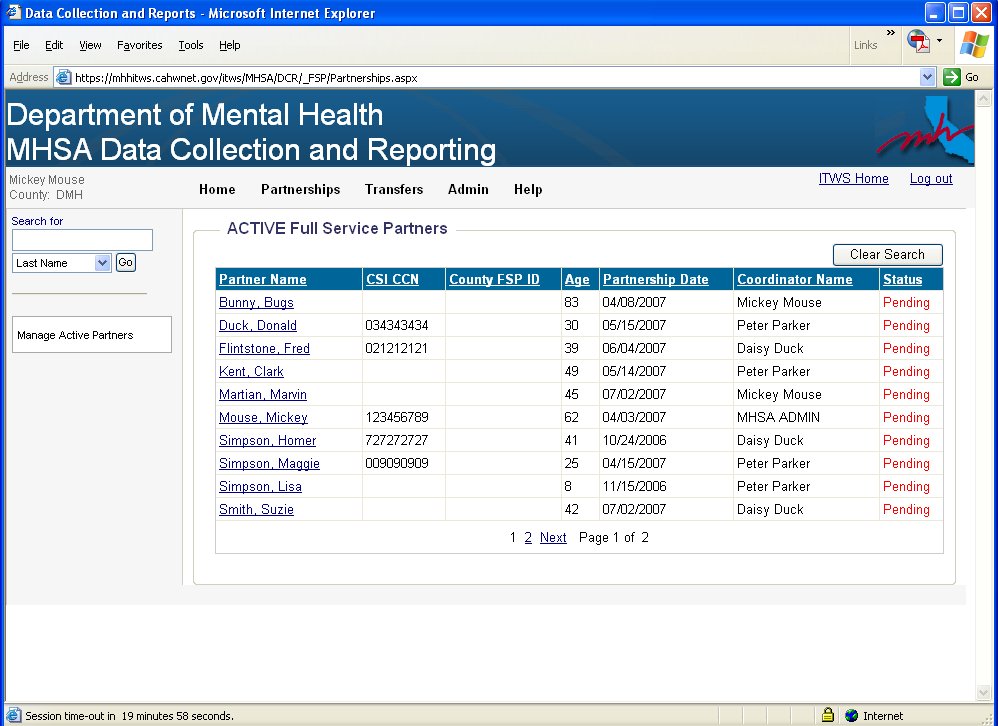 Data Collection and Reports - Microsoft Internet Explorer
File Edit View Favorites Tools Help Links »
Address https://mhhitws.cahwnet.gov/itws/MHSA/DCR/_FSP/Partnerships.aspx Go
Department of Mental Health
MHSA Data Collection and Reporting
mh
Mickey Mouse
County: DMH
Home Partnerships Transfers Admin Help
ITWS Home Log out
Search for
Last Name Go
Manage Active Partners
ACTIVE Full Service Partners
Clear Search
Partner Name CSI CCN County FSP ID Age Partnership Date Coordinator Name Status
Bunny, Bugs 83 04/08/2007 Mickey Mouse Pending
Duck, Donald 034343434 30 05/15/2007 Peter Parker Pending
Flintstone, Fred 021212121 39 06/04/2007 Daisy Duck Pending
Kent, Clark 49 05/14/2007 Peter Parker Pending
Martian, Marvin 45 07/02/2007 Mickey Mouse Pending
Mouse, Mickey 123456789 62 04/03/2007 MHSA ADMIN Pending
Simpson, Homer 727272727 41 10/24/2006 Daisy Duck Pending
Simpson, Maggie 009090909 25 04/15/2007 Peter Parker Pending
Simpson, Lisa 8 11/15/2006 Peter Parker Pending
Smith, Suzie 42 07/02/2007 Daisy Duck Pending
1 2 Next Page 1 of 2
Session time-out in 19 minutes 58 seconds. Internet